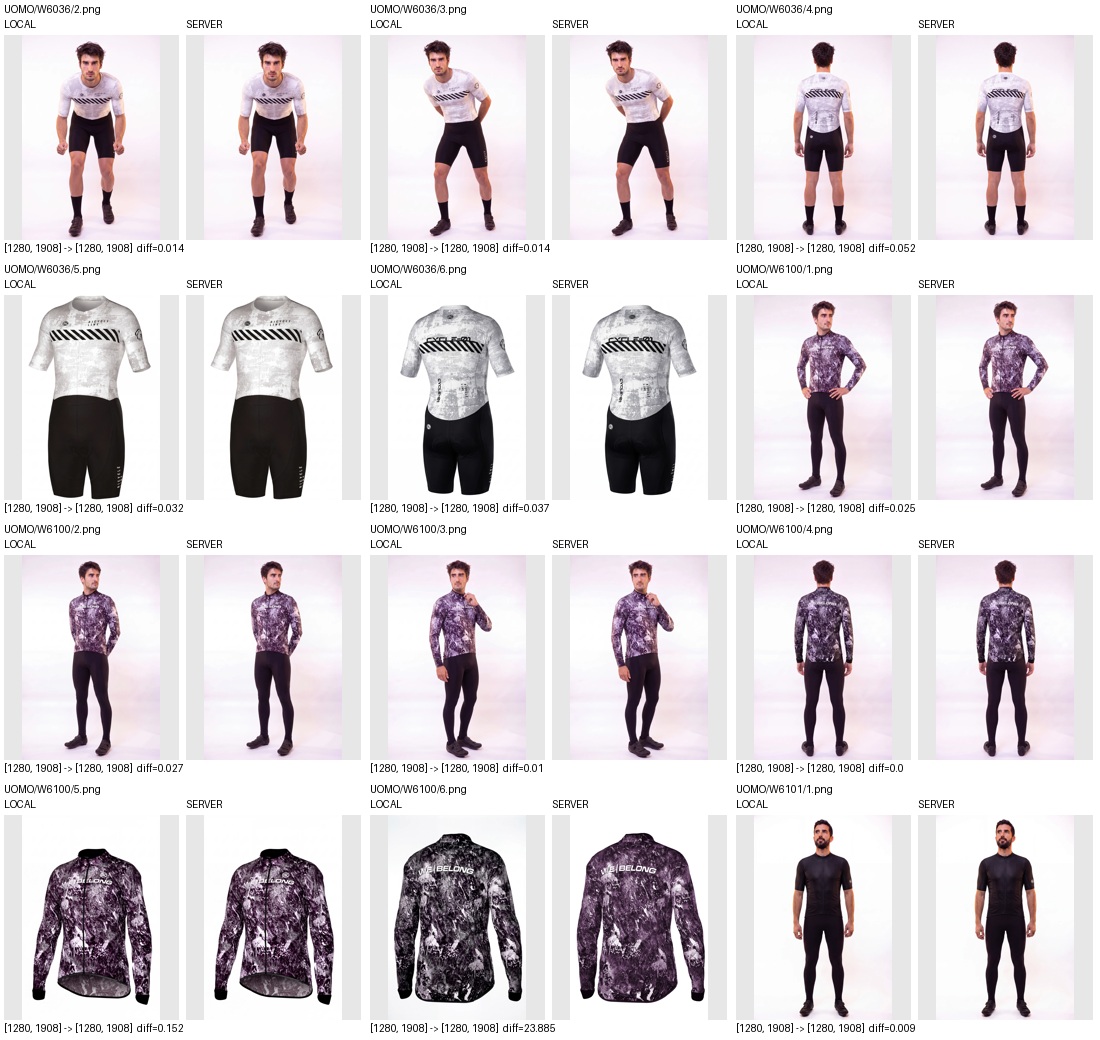 UOMO/W6036/2.png
LOCAL
SERVER
[1280, 1908] -> [1280, 1908] diff=0.014
UOMO/W6036/3.png
LOCAL
SERVER
[1280, 1908] -> [1280, 1908] diff=0.014
UOMO/W6036/4.png
LOCAL
SERVER
[1280, 1908] -> [1280, 1908] diff=0.052
UOMO/W6036/5.png
LOCAL
SERVER
[1280, 1908] -> [1280, 1908] diff=0.032
UOMO/W6036/6.png
LOCAL
SERVER
[1280, 1908] -> [1280, 1908] diff=0.037
UOMO/W6100/1.png
LOCAL
SERVER
[1280, 1908] -> [1280, 1908] diff=0.025
UOMO/W6100/2.png
LOCAL
SERVER
[1280, 1908] -> [1280, 1908] diff=0.027
UOMO/W6100/3.png
LOCAL
SERVER
[1280, 1908] -> [1280, 1908] diff=0.01
UOMO/W6100/4.png
LOCAL
SERVER
[1280, 1908] -> [1280, 1908] diff=0.0
UOMO/W6100/5.png
LOCAL
SERVER
BELONG
BELONG
[1280, 1908] -> [1280, 1908] diff=0.152
UOMO/W6100/6.png
LOCAL
SERVER
BELONG
BELONG
[1280, 1908] -> [1280, 1908] diff=23.885
UOMO/W6101/1.png
LOCAL
SERVER
[1280, 1908] -> [1280, 1908] diff=0.009